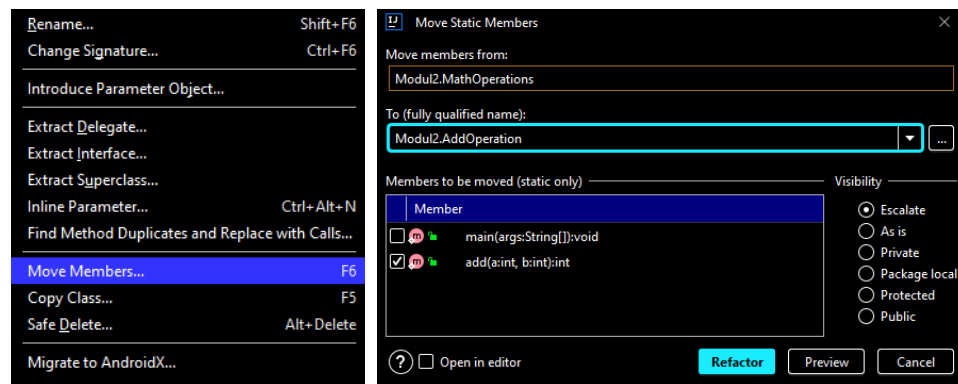 Rename... Shift+F6
Change Signature... Ctrl+F6
Introduce Parameter Object...
Extract Delegate...
Extract Interface...
Extract Superclass...
Inline Parameter... Ctrl+Alt+N
Find Method Duplicates and Replace with Calls...
Move Members... F6
Copy Class... F5
Safe Delete... Alt+Delete
Migrate to AndroidX...
IJ Move Static Members
Move members from:
Modul2.MathOperations
To (fully qualified name):
Modul2.AddOperation
...
Members to be moved (static only)
Member
m main(args:String[]):void
m add(a:int, b:int):int
Visibility
Escalate
As is
Private
Package local
Protected
Public
? Open in editor
Refactor Preview Cancel